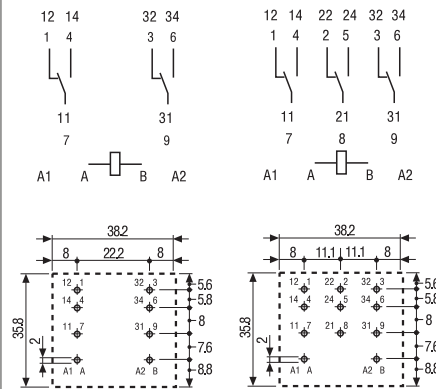 12 14 32 34
1 4 3 6
11 31
7 9
A1 A B A2
12 14 22 24 32 34
1 4 2 5 3 6
11 21 31
7 8 9
A1 A B A2
38.2
8 22.2 8
35.8
2
12 1 32 3
14 4 34 6
11 7 31 9
A1 A A2 B
5.6
5.8
8
7.6
8.8
38.2
8 11.1 11.1 8
35.8
2
12 1 22 2 32 3
14 4 24 5 34 6
11 7 21 8 31 9
A1 A A2 B
5.6
5.8
8
7.6
8.8